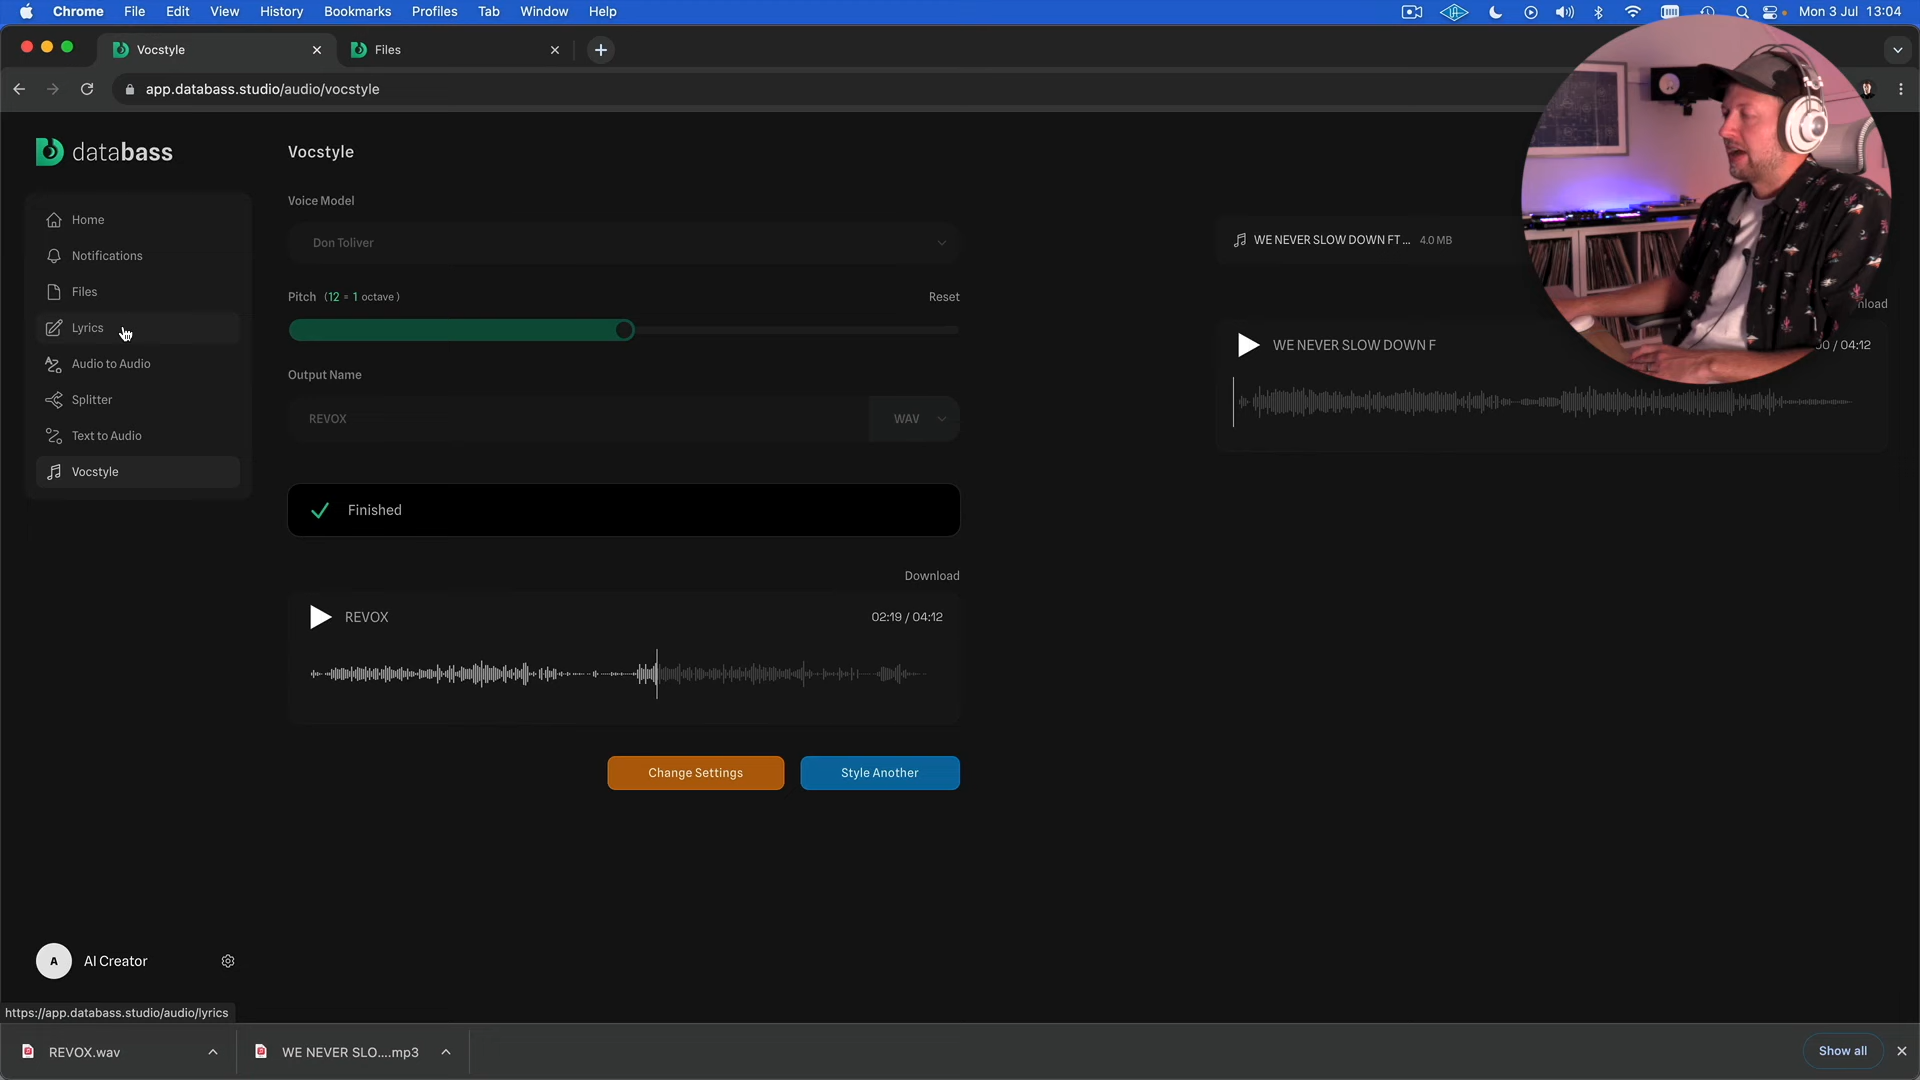 Chrome File Edit View History Bookmarks Profiles Tab Window Help Mon 3 Jul 13:04
Vocstyle Files
app.databass.studio/audio/vocstyle
databass
Home
Notifications
Files
Lyrics
Audio to Audio
Splitter
Text to Audio
Vocstyle
Vocstyle
Voice Model
Don Toliver
Pitch (12 = 1 octave) Reset
Output Name
REVOX WAV
Finished
Download
REVOX 02:19 / 04:12
Change Settings Style Another
WE NEVER SLOW DOWN FT... 4.0 MB
WE NEVER SLOW DOWN F / 04:12
A AI Creator
https://app.databass.studio/audio/lyrics
REVOX.wav WE NEVER SLO....mp3 Show all